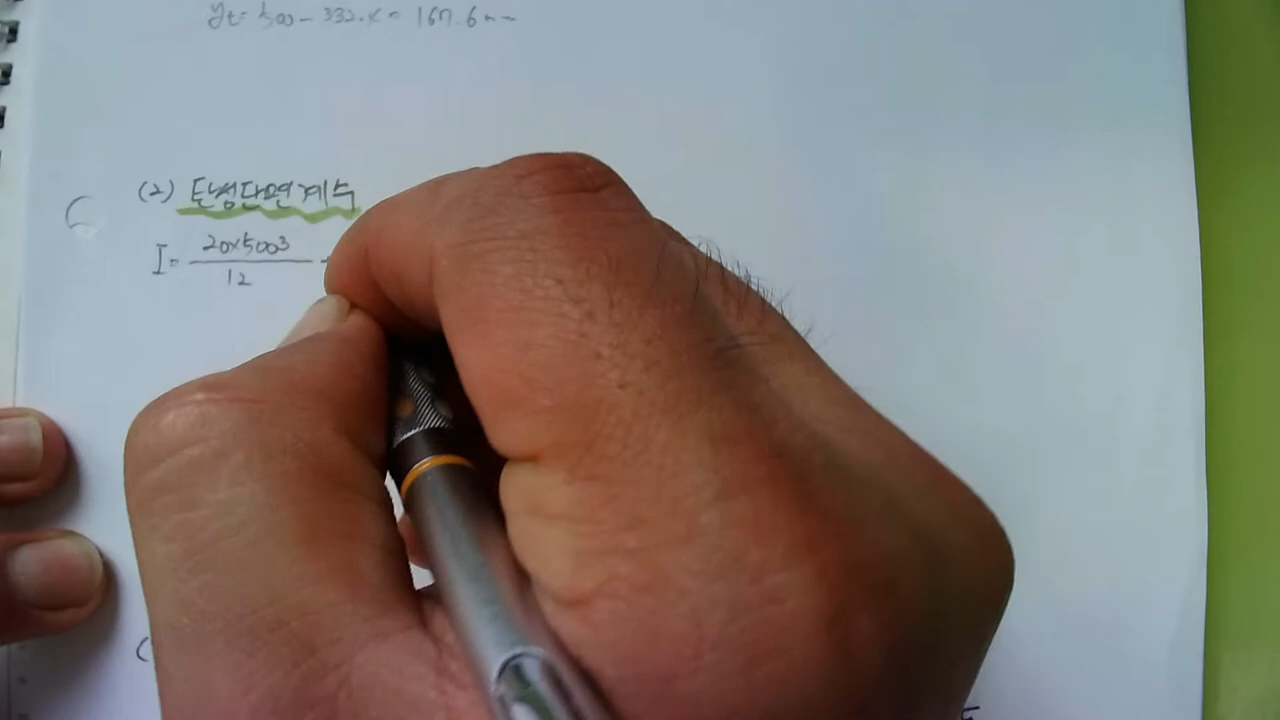 yt= 500 - 332.4 = 167.6mm
(2) 탄성단면계수
I = 20×500³ / 12
(